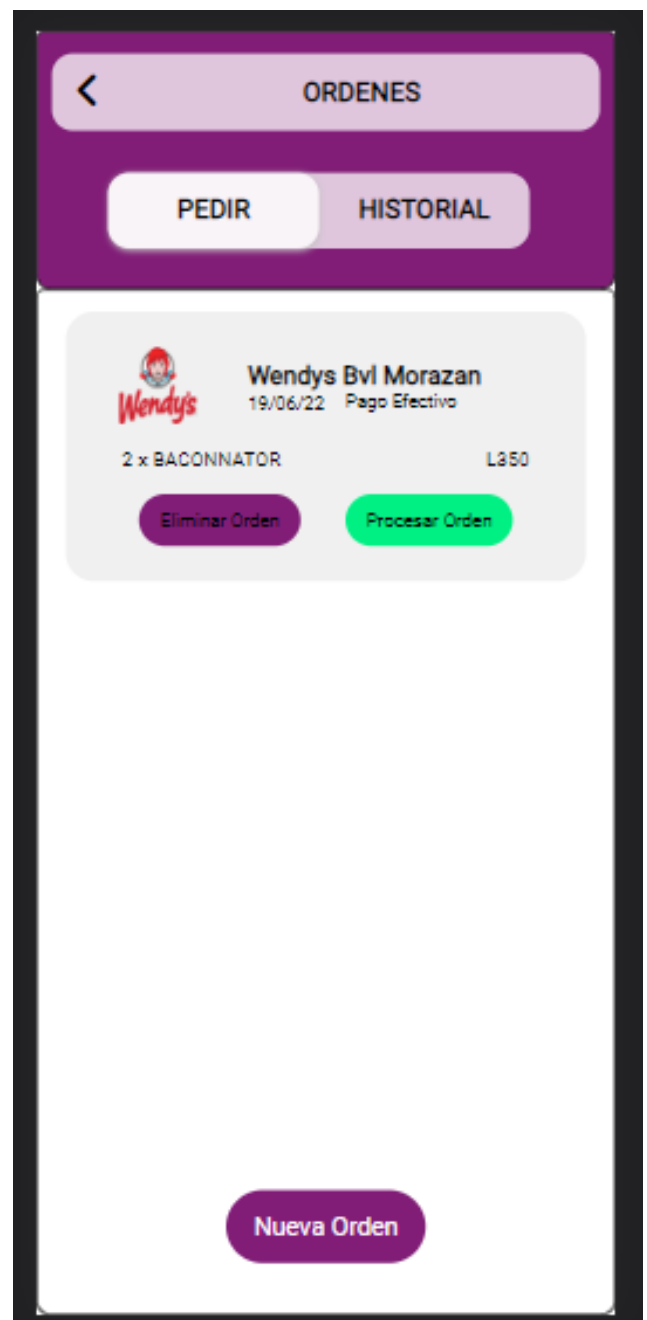 ORDENES
PEDIR HISTORIAL
Wendy's
Wendys Bvl Morazan
19/06/22 Pago Efectivo
2 x BACONNATOR L350
Eliminar Orden Procesar Orden
Nueva Orden